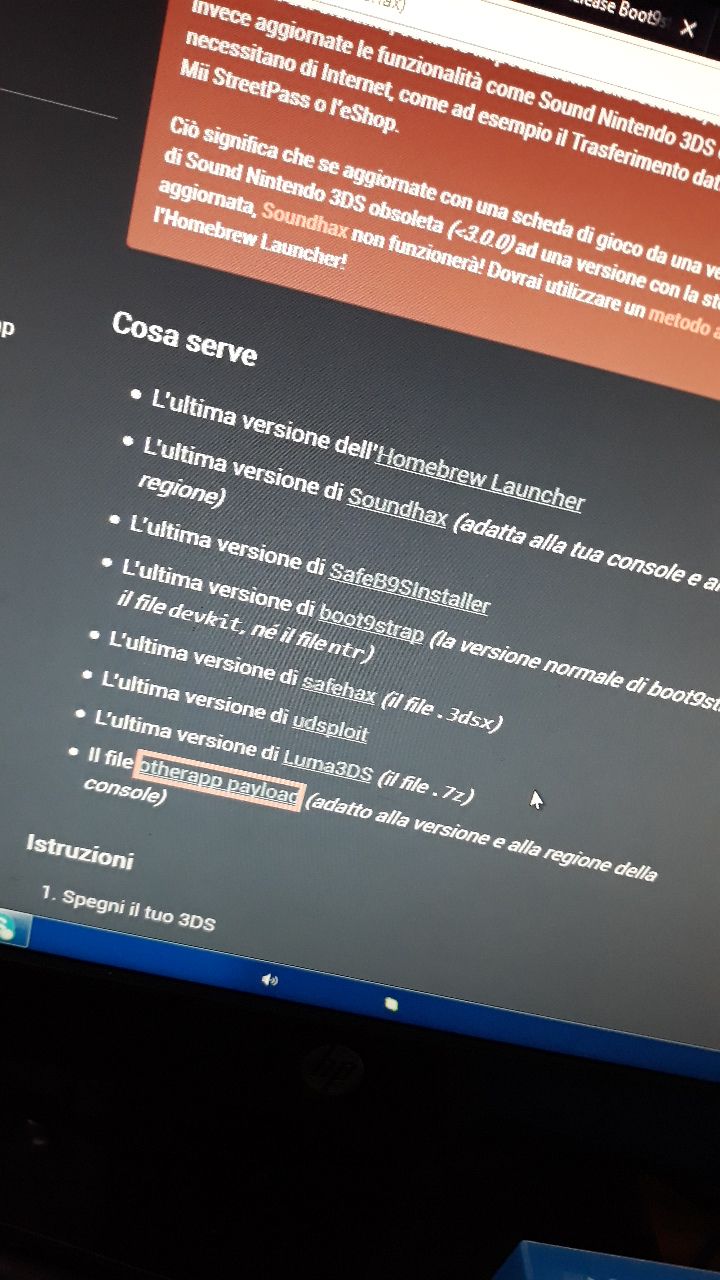 lease Boot9s
invece aggiornate le funzionalità come Sound Nintendo 3DS
necessitano di Internet, come ad esempio il Trasferimento dat
Mii StreetPass o l'eShop.
Ciò significa che se aggiornate con una scheda di gioco da una ve
di Sound Nintendo 3DS obsoleta (<3.0.0) ad una versione con la st
aggiornata, Soundhax non funzionerà! Dovrai utilizzare un metodo a
l'Homebrew Launcher!
Cosa serve
L'ultima versione dell'Homebrew Launcher
L'ultima versione di Soundhax (adatta alla tua console e al
regione)
L'ultima versione di SafeB9SInstaller
L'ultima versione di boot9strap (la versione normale di boot9st
il file devkit, né il file ntr)
L'ultima versione di safehax (il file .3dsx)
L'ultima versione di udsploit
L'ultima versione di Luma3DS (il file .7z)
Il file otherapp payload (adatto alla versione e alla regione della
console)
Istruzioni
1. Spegni il tuo 3DS
hp